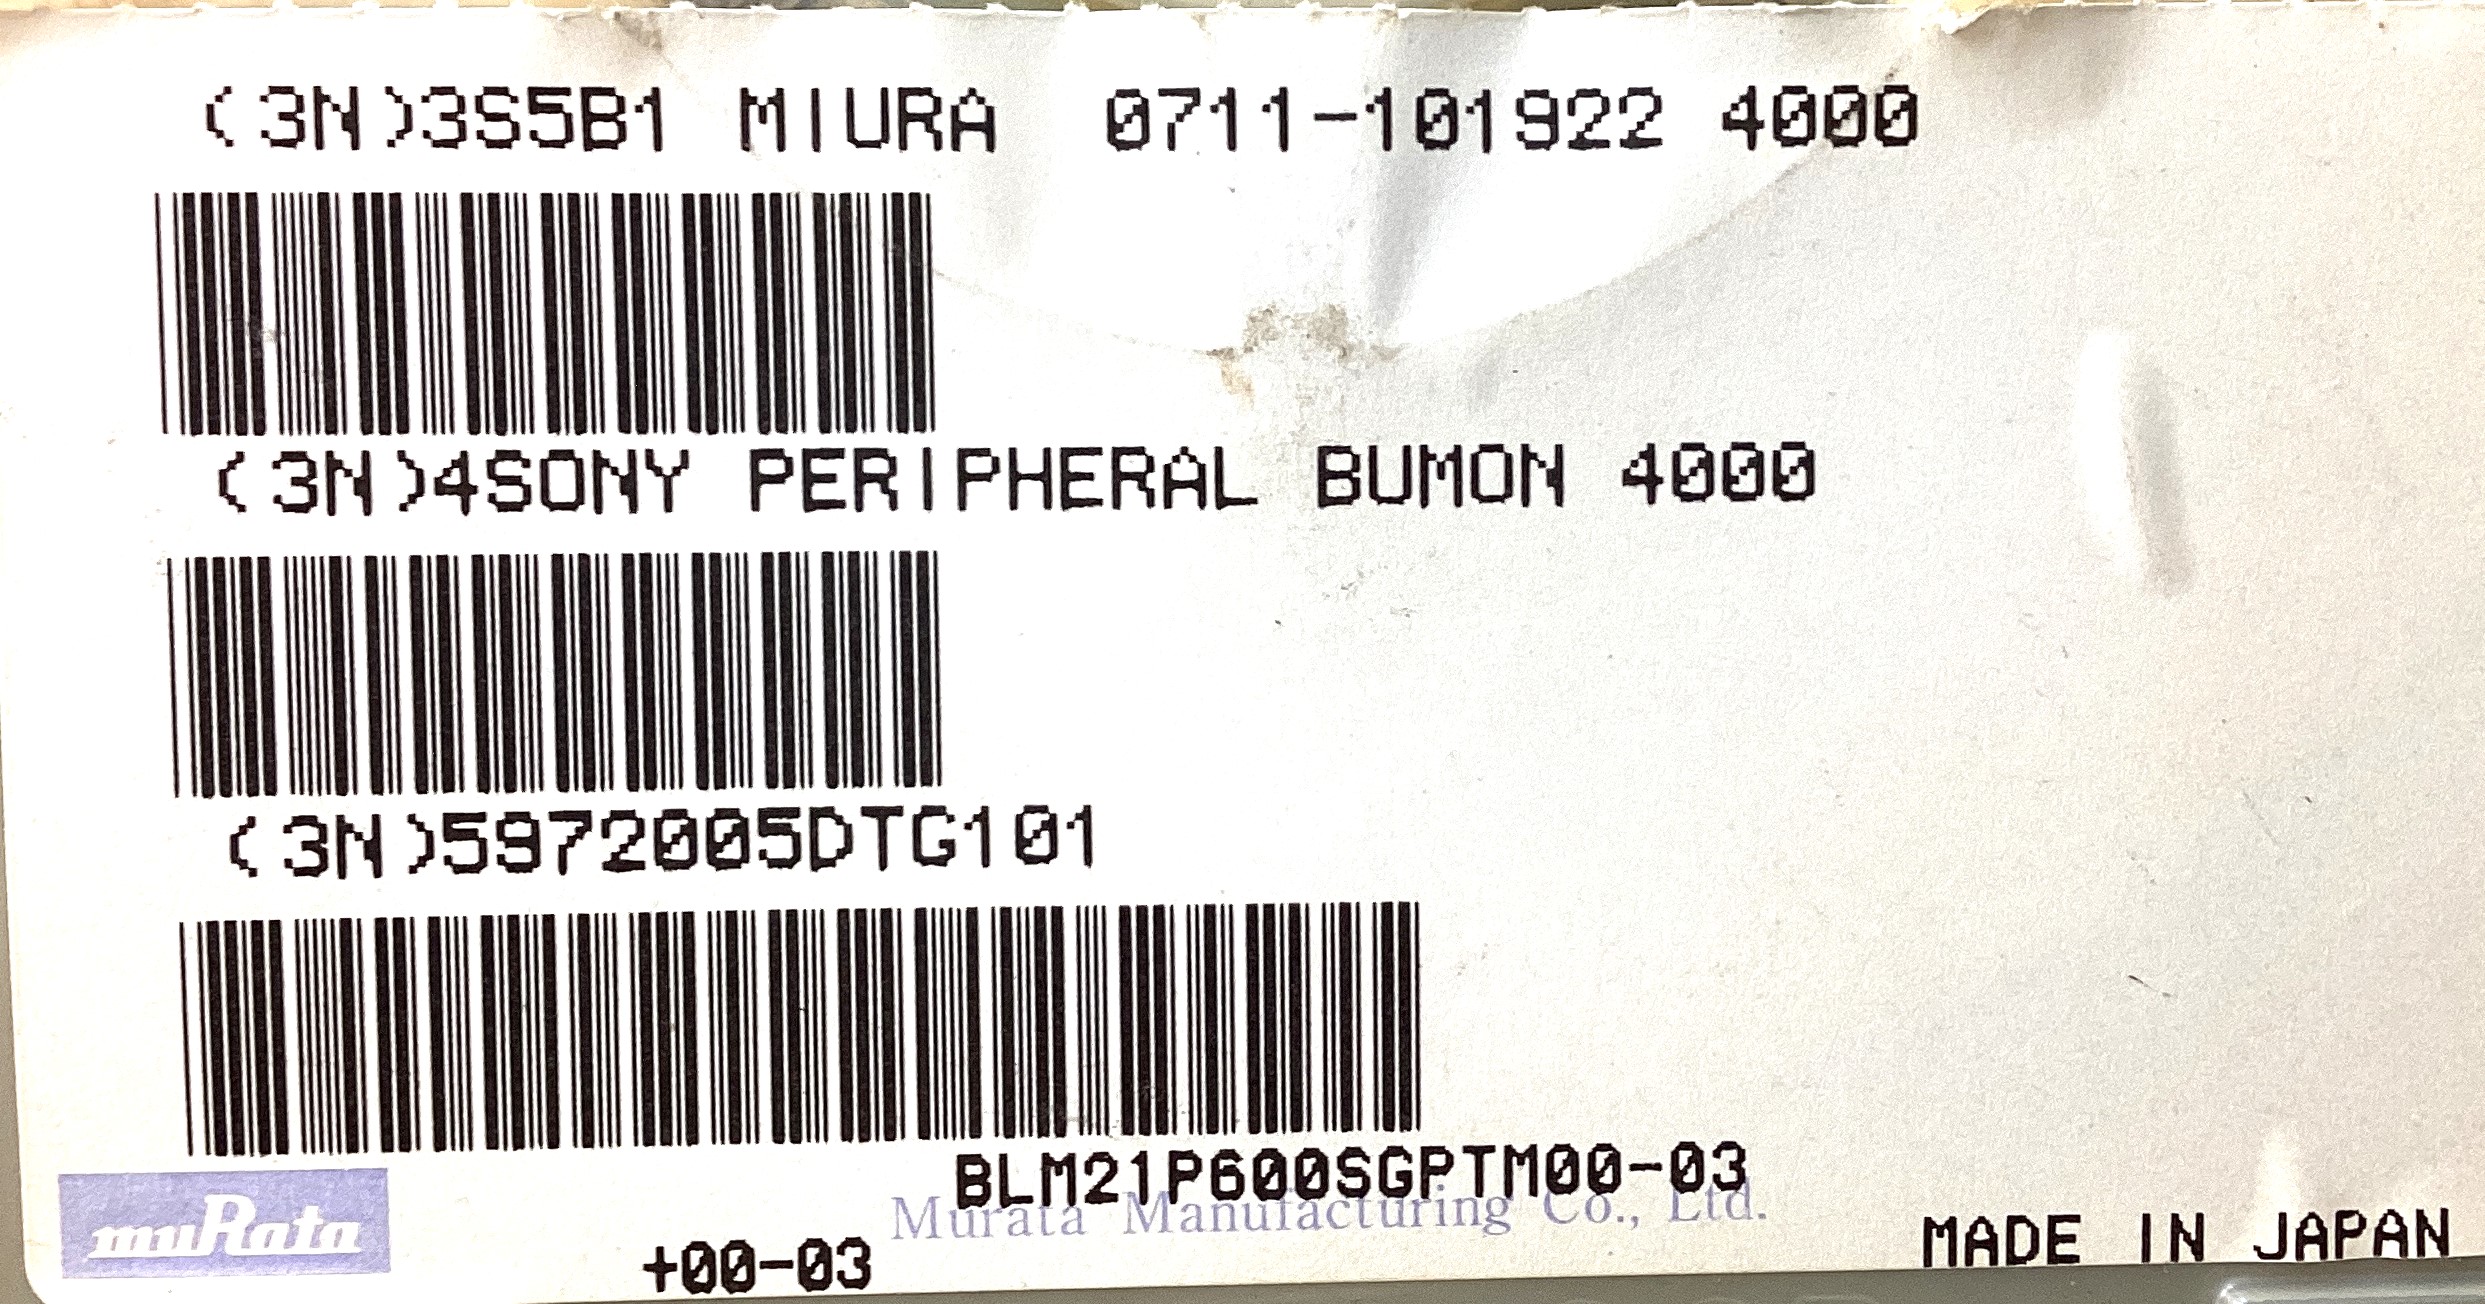 (3N)3S5B1 MIURA 0711-101922 4000
(3N)4SONY PERIPHERAL BUMON 4000
(3N)5972005DTG101
BLM21P600SGPTM00-03
muRata
Murata Manufacturing Co., Ltd.
+00-03
MADE IN JAPAN